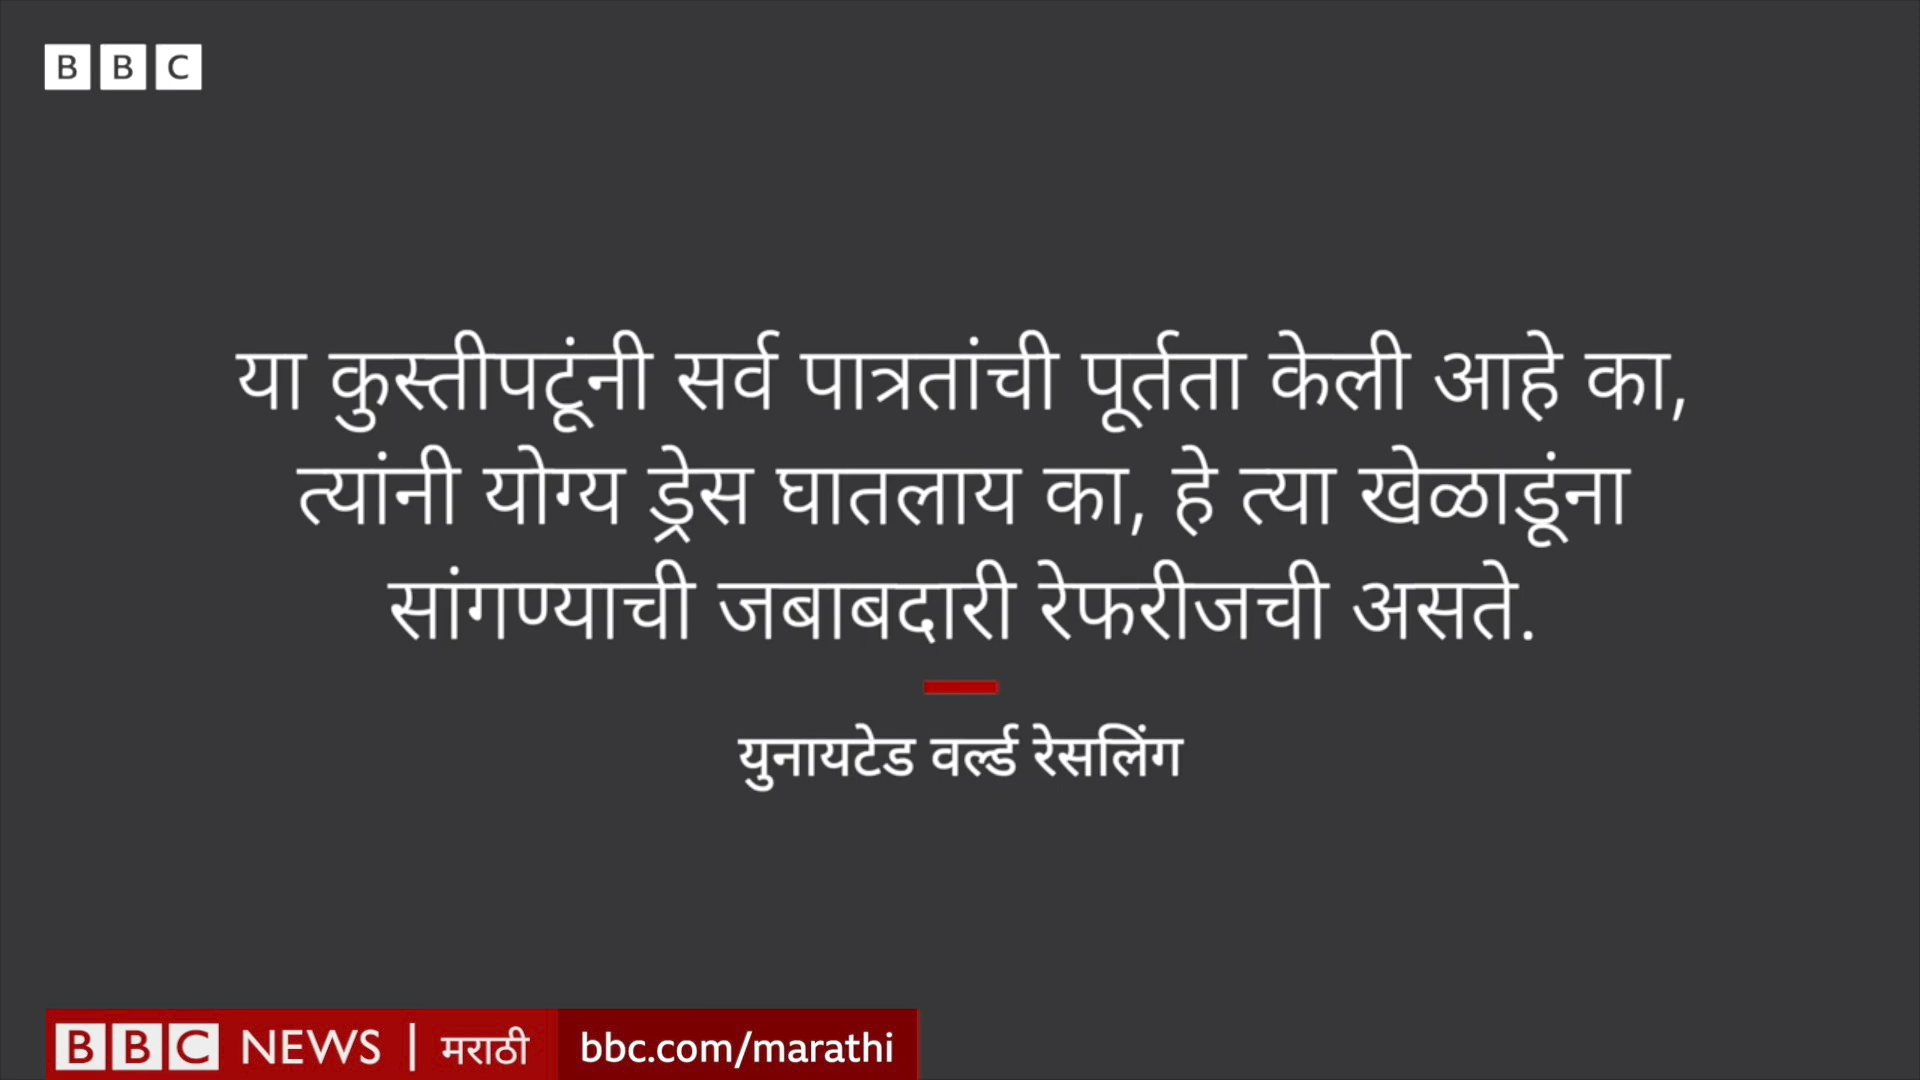 BBC
या कुस्तीपटूंनी सर्व पात्रतांची पूर्तता केली आहे का,
त्यांनी योग्य ड्रेस घातलाय का, हे त्या खेळाडूंना
सांगण्याची जबाबदारी रेफरीजची असते.
युनायटेड वर्ल्ड रेसलिंग
BBC NEWS | मराठी bbc.com/marathi